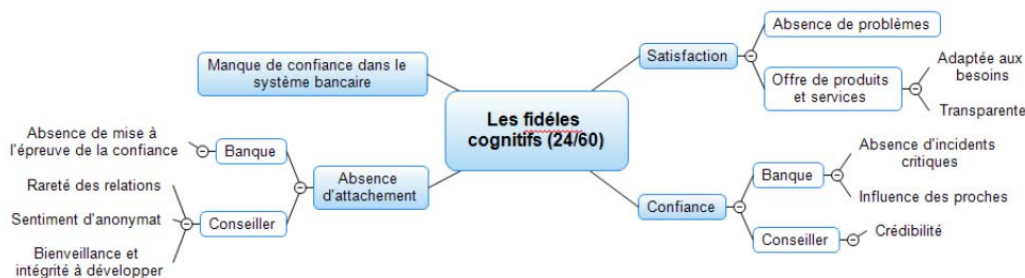 Absence de problèmes
Manque de confiance dans le
système bancaire
Satisfaction
Adaptée aux
besoins
Offre de produits
et services
Transparente
Les fidéles
cognitifs (24/60)
Absence de mise à
l'épreuve de la confiance
Banque
Absence
d'attachement
Rareté des relations
Sentiment d'anonymat
Conseiller
Bienveillance et
intégrité à développer
Absence d'incidents
critiques
Banque
Influence des proches
Confiance
Conseiller
Crédibilité